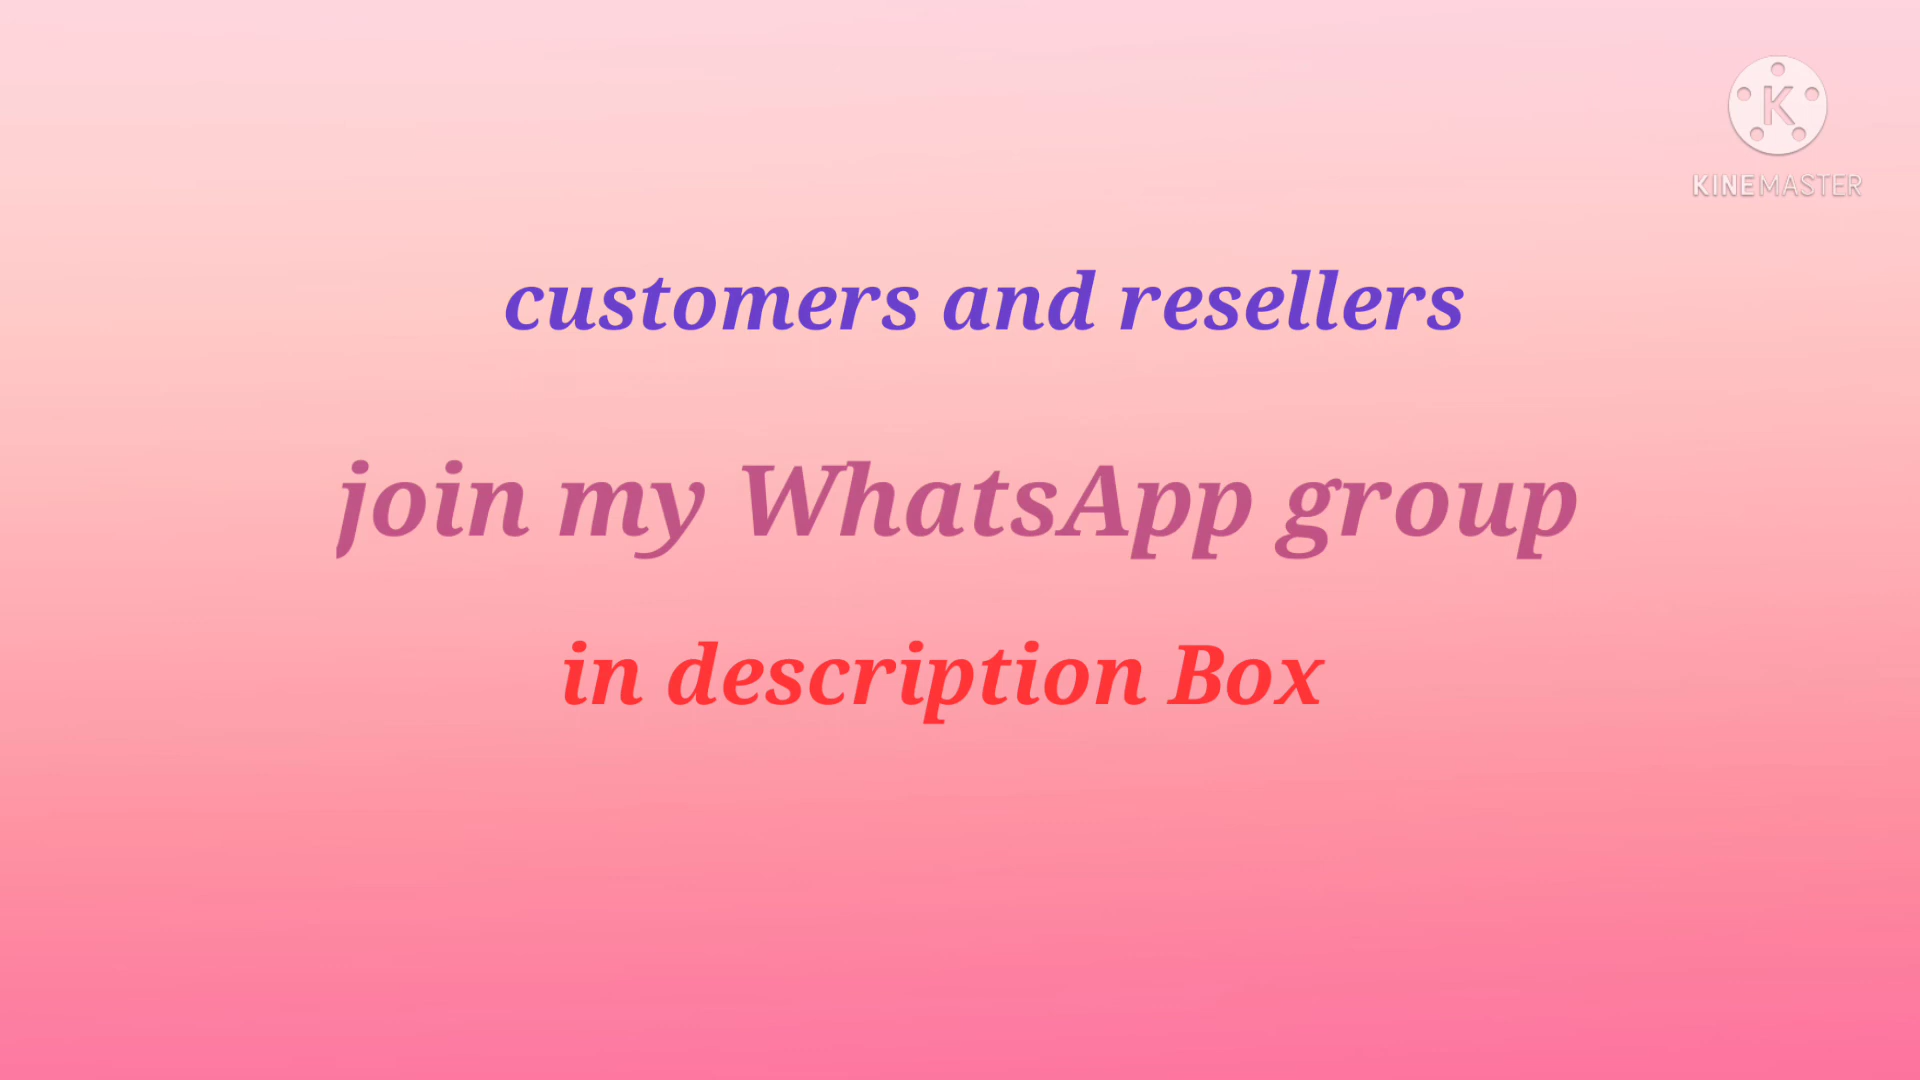 K
KINEMASTER
customers and resellers
join my WhatsApp group
in description Box